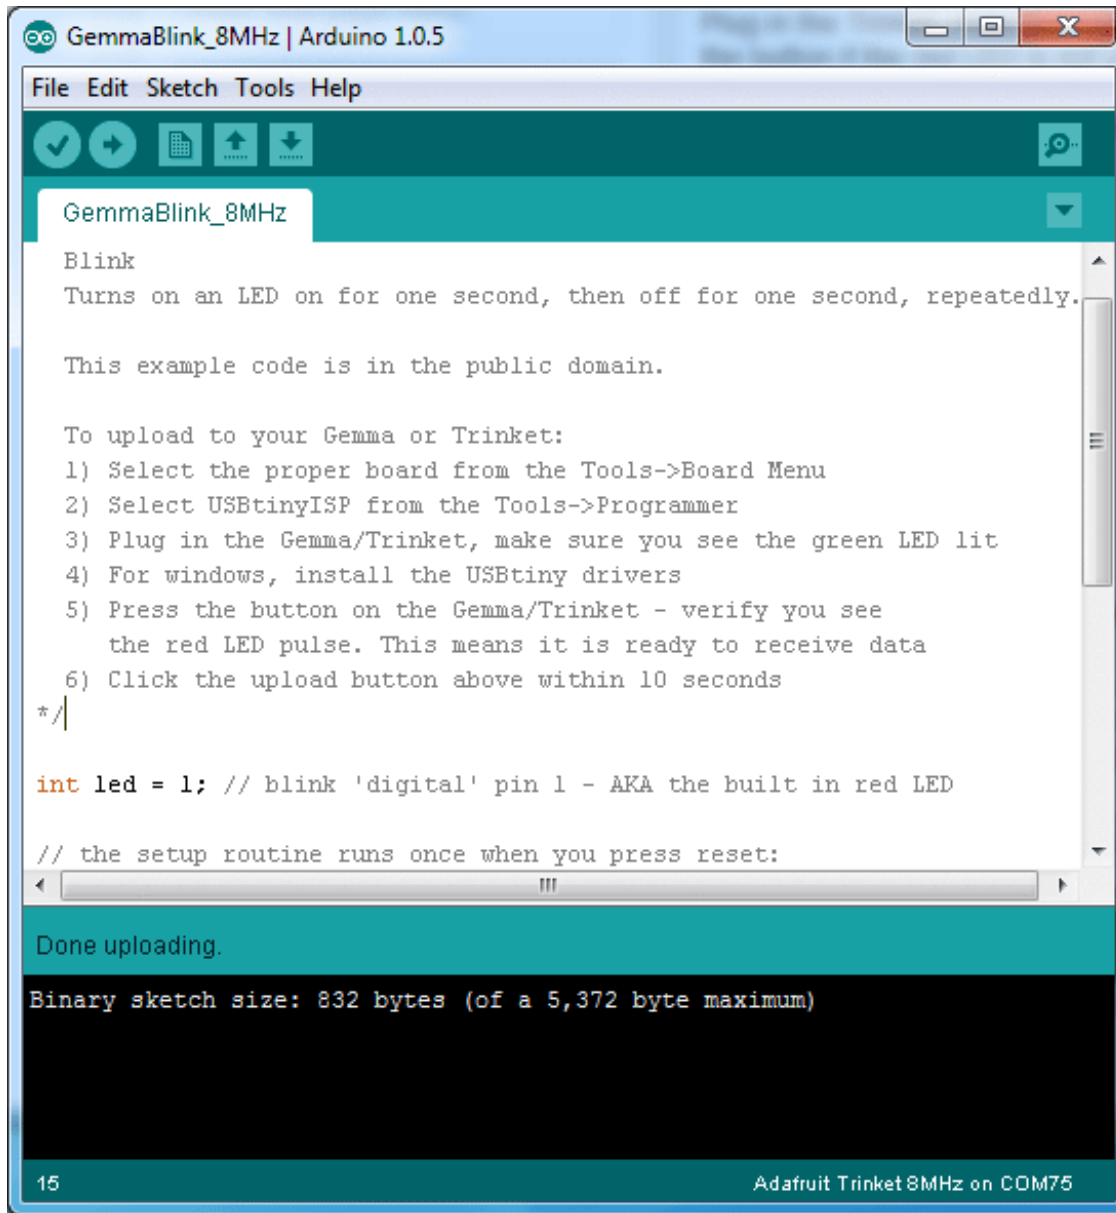 GemmaBlink_8MHz | Arduino 1.0.5
File Edit Sketch Tools Help
GemmaBlink_8MHz
Blink
Turns on an LED on for one second, then off for one second, repeatedly.
This example code is in the public domain.
To upload to your Gemma or Trinket:
1) Select the proper board from the Tools->Board Menu
2) Select USBtinyISP from the Tools->Programmer
3) Plug in the Gemma/Trinket, make sure you see the green LED lit
4) For windows, install the USBtiny drivers
5) Press the button on the Gemma/Trinket - verify you see
the red LED pulse. This means it is ready to receive data
6) Click the upload button above within 10 seconds
*/
int led = 1; // blink 'digital' pin 1 - AKA the built in red LED
// the setup routine runs once when you press reset:
Done uploading.
Binary sketch size: 832 bytes (of a 5,372 byte maximum)
15
Adafruit Trinket 8MHz on COM75